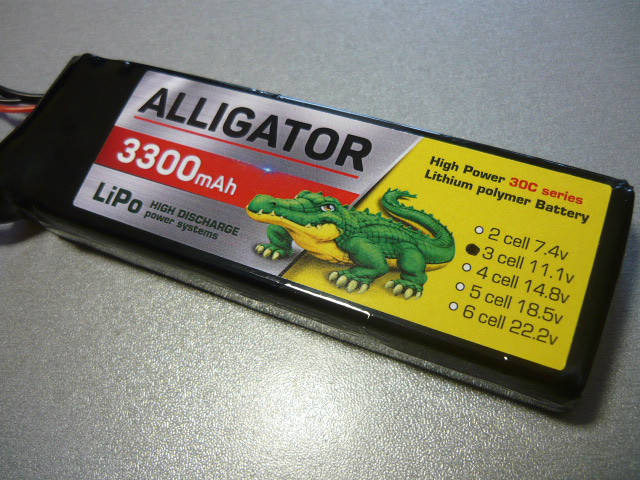 ALLIGATOR
3300mAh
LiPo HIGH DISCHARGE
power systems
High Power 30C series
Lithium polymer Battery
2 cell 7.4v
3 cell 11.1v
4 cell 14.8v
5 cell 18.5v
6 cell 22.2v